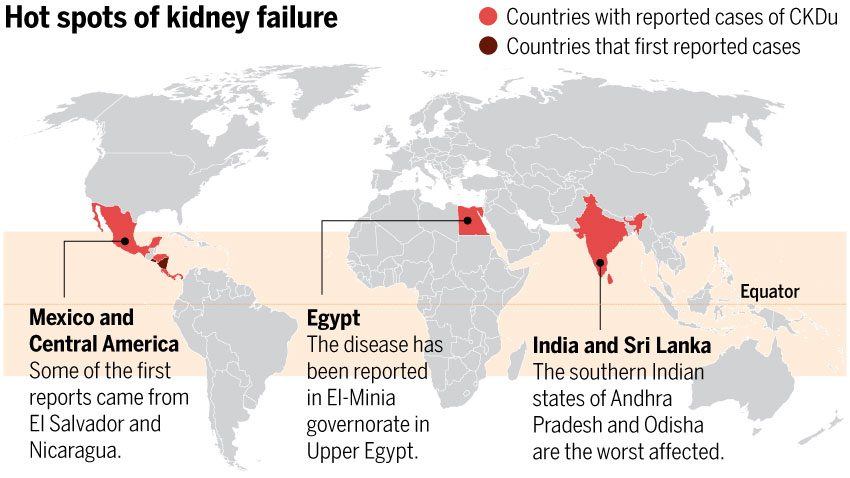 Hot spots of kidney failure
Countries with reported cases of CKDu
Countries that first reported cases
Equator
Mexico and
Central America
Some of the first
reports came from
El Salvador and
Nicaragua.
Egypt
The disease has
been reported
in El-Minia
governorate in
Upper Egypt.
India and Sri Lanka
The southern Indian
states of Andhra
Pradesh and Odisha
are the worst affected.